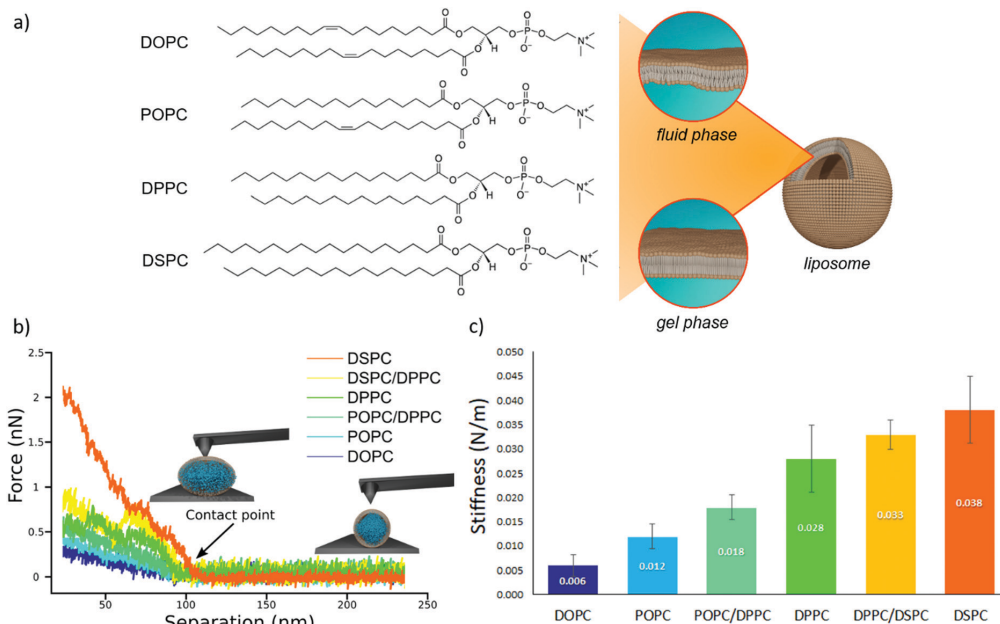 a)
DOPC
POPC
DPPC
DSPC
O
O
O
O
H
O
P
O
O⁻
O
N⁺
O
O
O
O
H
O
P
O
O⁻
O
N⁺
O
O
O
O
H
O
P
O
O⁻
O
N⁺
O
O
O
O
H
O
P
O
O⁻
O
N⁺
fluid phase
gel phase
liposome
b)
Force (nN)
2.5
2
1.5
1
0.5
0
DSPC
DSPC/DPPC
DPPC
POPC/DPPC
POPC
DOPC
Contact point
50
100
150
200
250
Separation (nm)
c)
Stiffness (N/m)
0.050
0.045
0.040
0.035
0.030
0.025
0.020
0.015
0.010
0.005
0.000
0.006
0.012
0.018
0.028
0.033
0.038
DOPC
POPC
POPC/DPPC
DPPC
DPPC/DSPC
DSPC